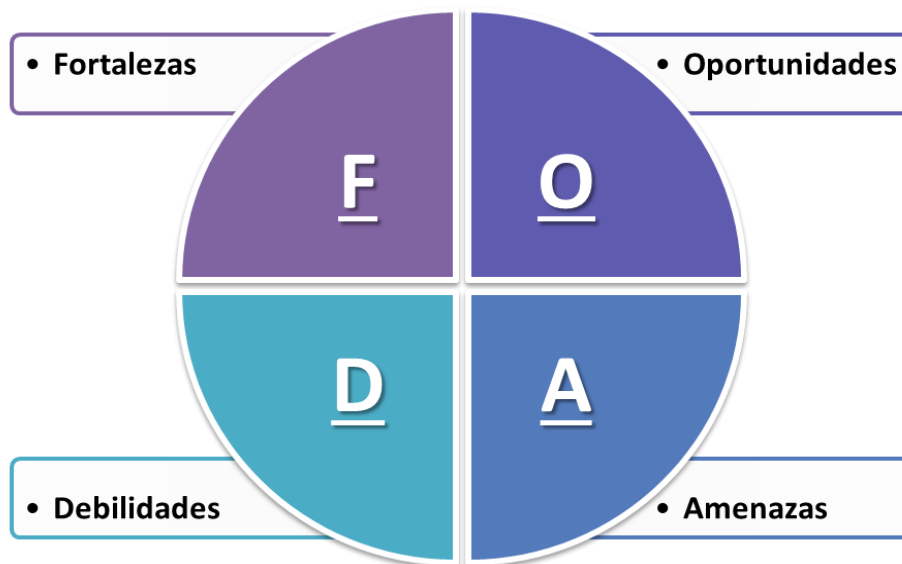 • Fortalezas
• Oportunidades
F
O
D
A
• Debilidades
• Amenazas